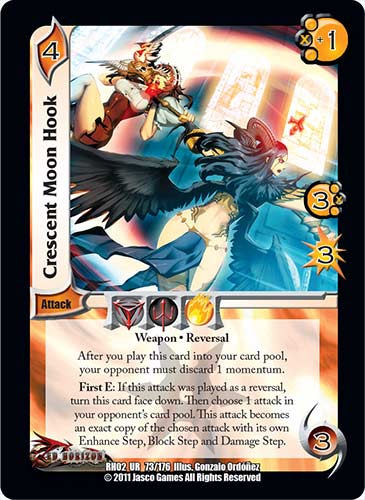 4
+1
Crescent Moon Hook
3
3
Attack
Weapon • Reversal
After you play this card into your card pool,
your opponent must discard 1 momentum.
First E: If this attack was played as a reversal,
turn this card face down. Then choose 1 attack in
your opponent's card pool. This attack becomes
an exact copy of the chosen attack with its own
Enhance Step, Block Step and Damage Step.
3
RED HORIZON
RH02 UR 73/176 Illus. Gonzalo Ordóñez
© 2011 Jasco Games All Rights Reserved